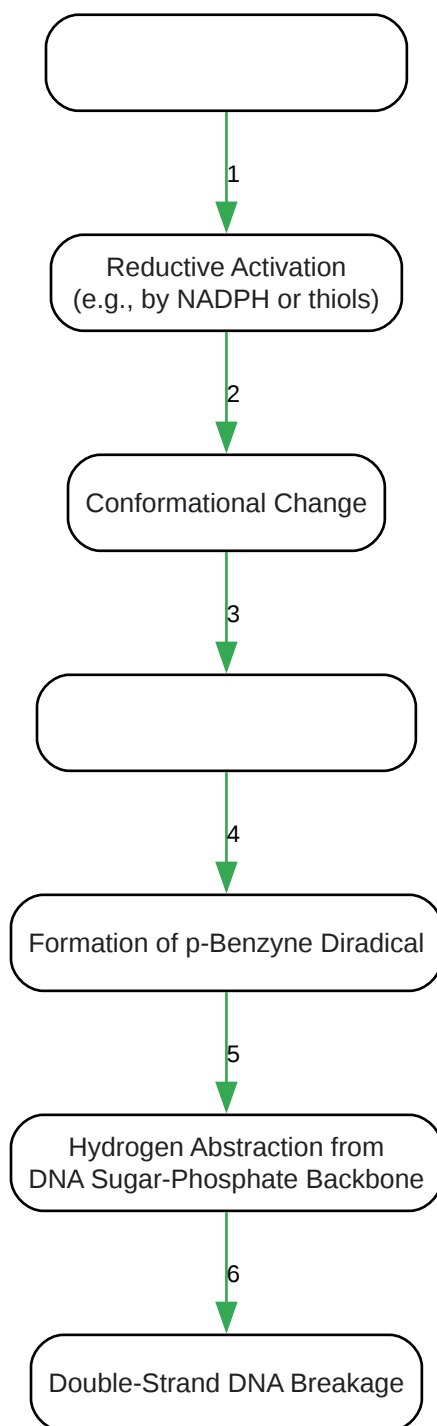 1
Reductive Activation
(e.g., by NADPH or thiols)
2
Conformational Change
3
4
Formation of p-Benzyne Diradical
5
Hydrogen Abstraction from
DNA Sugar-Phosphate Backbone
6
Double-Strand DNA Breakage